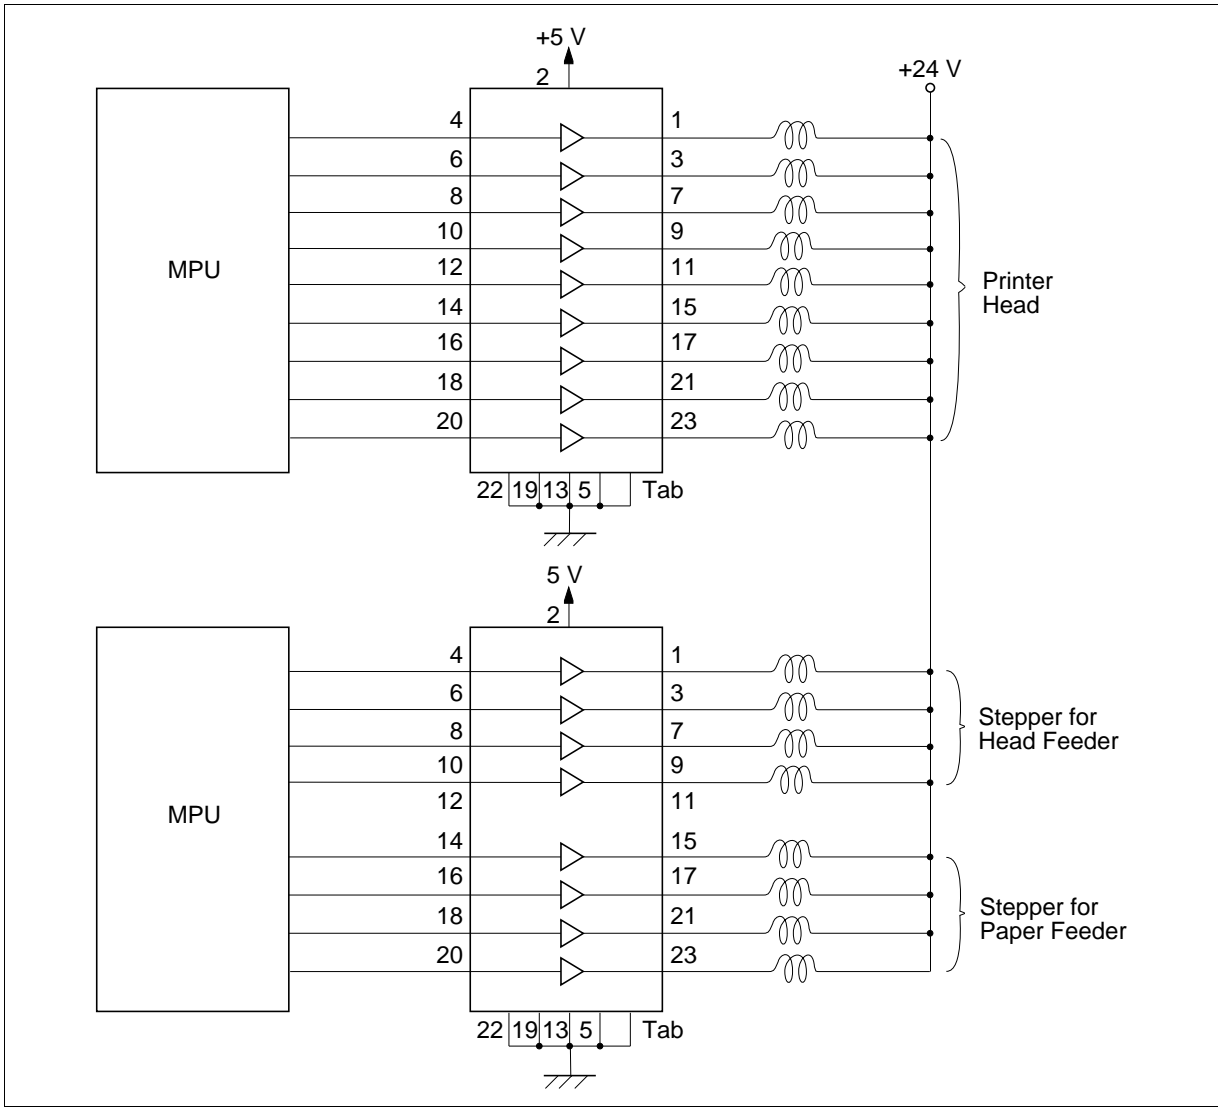 +5 V
2
+24 V
4 1
6 3
8 7
10 9
MPU
12 11
Printer
Head
14 15
16 17
18 21
20 23
22 19 13 5 Tab
5 V
2
4 1
6 3
Stepper for
Head Feeder
8 7
10 9
12 11
MPU
14 15
16 17
Stepper for
Paper Feeder
18 21
20 23
22 19 13 5 Tab